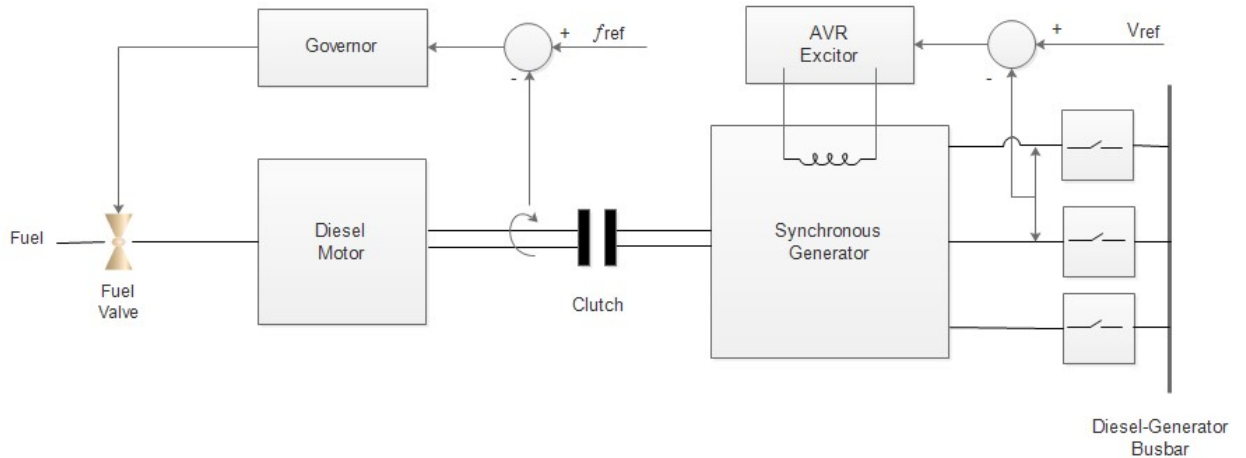 Governor
+
fref
-
AVR
Excitor
+
Vref
-
Fuel
Fuel
Valve
Diesel
Motor
Clutch
Synchronous
Generator
Diesel-Generator
Busbar